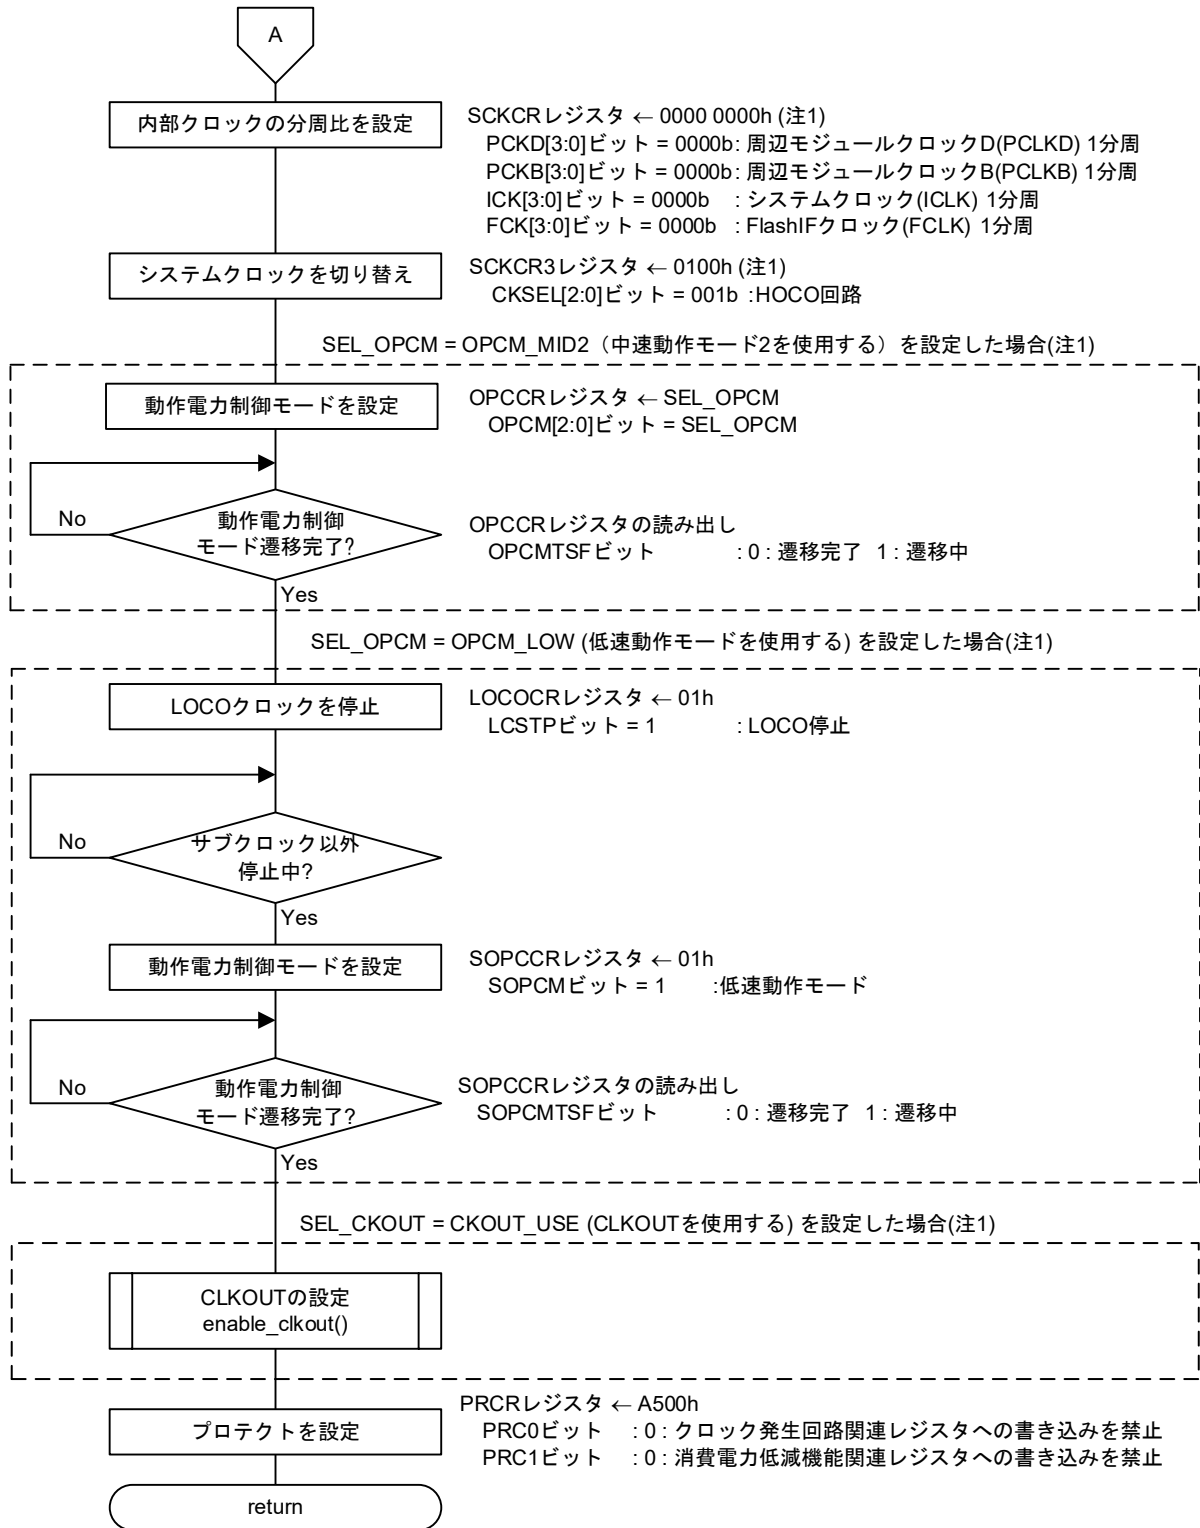 A
内部クロックの分周比を設定
SCKCRレジスタ ← 0000 0000h (注1)
PCKD[3:0]ビット = 0000b : 周辺モジュールクロックD(PCLKD) 1分周
PCKB[3:0]ビット = 0000b : 周辺モジュールクロックB(PCLKB) 1分周
ICK[3:0]ビット = 0000b : システムクロック(ICLK) 1分周
FCK[3:0]ビット = 0000b : FlashIFクロック(FCLK) 1分周
システムクロックを切り替え
SCKCR3レジスタ ← 0100h (注1)
CKSEL[2:0]ビット = 001b :HOCO回路
SEL_OPCM = OPCM_MID2（中速動作モード2を使用する）を設定した場合(注1)
動作電力制御モードを設定
OPCCRレジスタ ← SEL_OPCM
OPCM[2:0]ビット = SEL_OPCM
No
動作電力制御
モード遷移完了?
OPCCRレジスタの読み出し
OPCMTSFビット : 0 : 遷移完了 1 : 遷移中
Yes
SEL_OPCM = OPCM_LOW (低速動作モードを使用する) を設定した場合(注1)
LOCOクロックを停止
LOCOCRレジスタ ← 01h
LCSTPビット = 1 : LOCO停止
No
サブクロック以外
停止中?
Yes
動作電力制御モードを設定
SOPCCRレジスタ ← 01h
SOPCMビット = 1 :低速動作モード
No
動作電力制御
モード遷移完了?
SOPCCRレジスタの読み出し
SOPCMTSFビット : 0 : 遷移完了 1 : 遷移中
Yes
SEL_CKOUT = CKOUT_USE (CLKOUTを使用する) を設定した場合(注1)
CLKOUTの設定
enable_clkout()
プロテクトを設定
PRCRレジスタ ← A500h
PRC0ビット : 0 : クロック発生回路関連レジスタへの書き込みを禁止
PRC1ビット : 0 : 消費電力低減機能関連レジスタへの書き込みを禁止
return